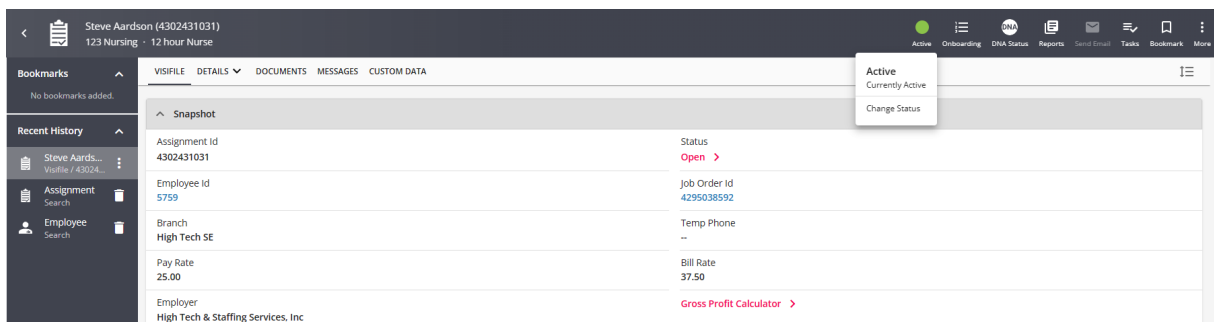 Steve Aardson (4302431031)
123 Nursing · 12 hour Nurse
Active
Onboarding
DNA
DNA Status
Reports
Send Email
Tasks
Bookmark
More
Bookmarks
No bookmarks added.
Recent History
Steve Aards...
Visifile / 43024...
Assignment
Search
Employee
Search
VISIFILE DETAILS DOCUMENTS MESSAGES CUSTOM DATA
Active
Currently Active
Change Status
Snapshot
Assignment Id
4302431031
Status
Open
Employee Id
5759
Job Order Id
4295038592
Branch
High Tech SE
Temp Phone
--
Pay Rate
25.00
Bill Rate
37.50
Employer
High Tech & Staffing Services, Inc
Gross Profit Calculator